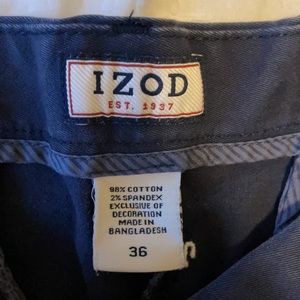 IZOD
EST. 1937
98% COTTON
2% SPANDEX
EXCLUSIVE OF
DECORATION
MADE IN
BANGLADESH
36